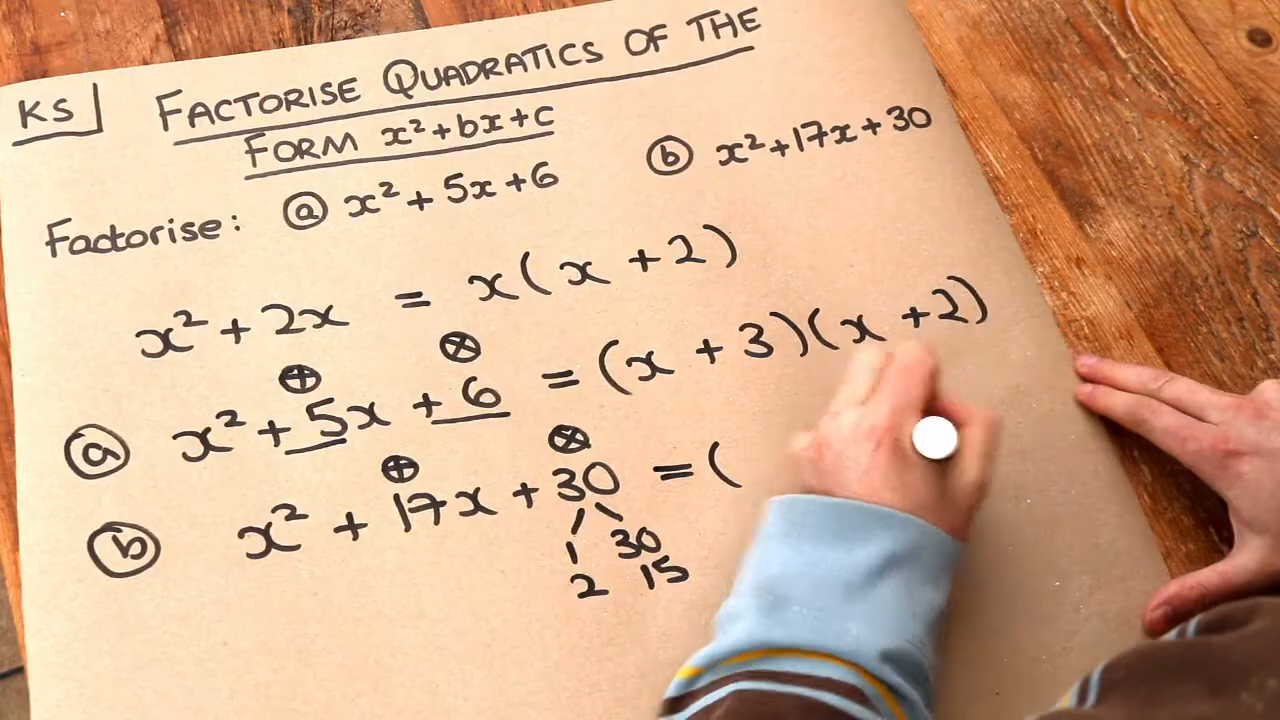 KS FACTORISE QUADRATICS OF THE
FORM x²+bx+c
Factorise: ⓐ x² + 5x + 6 ⓑ x² + 17x + 30
x² + 2x = x(x + 2)
⊕ ⊗
ⓐ x² + 5x + 6 = (x + 3)(x + 2)
⊕ ⊗
ⓑ x² + 17x + 30 = (
1 30
2 15